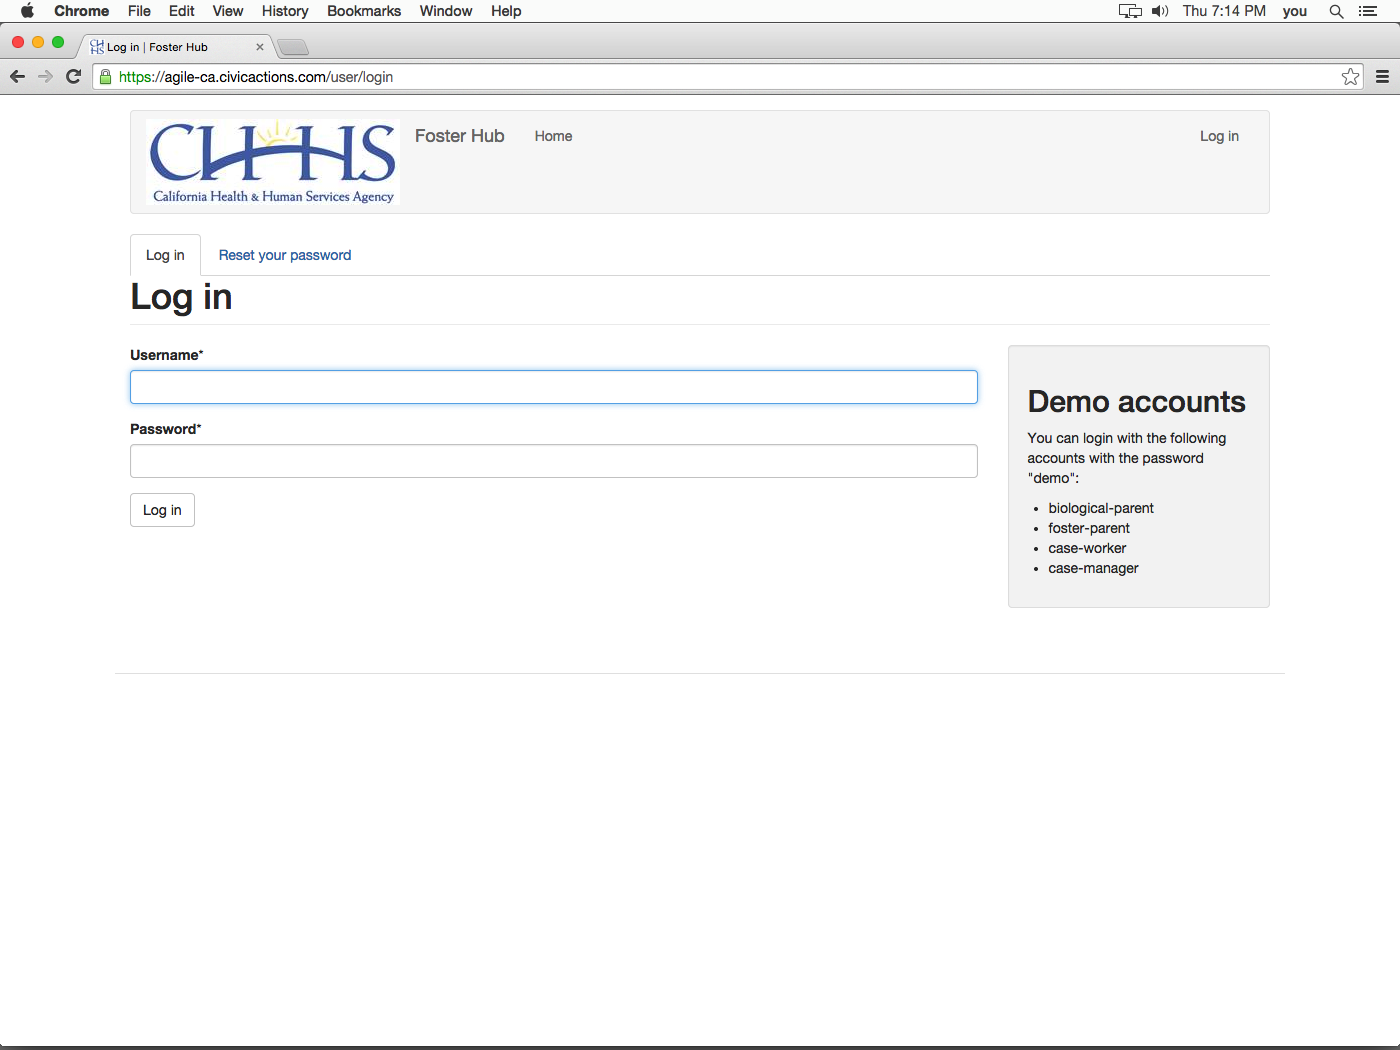 Chrome File Edit View History Bookmarks Window Help Thu 7:14 PM you
Log in | Foster Hub
https://agile-ca.civicactions.com/user/login
CHHS
California Health & Human Services Agency
Foster Hub Home Log in
Log in Reset your password
Log in
Username*
Password*
Log in
Demo accounts
You can login with the following
accounts with the password
"demo":
• biological-parent
• foster-parent
• case-worker
• case-manager